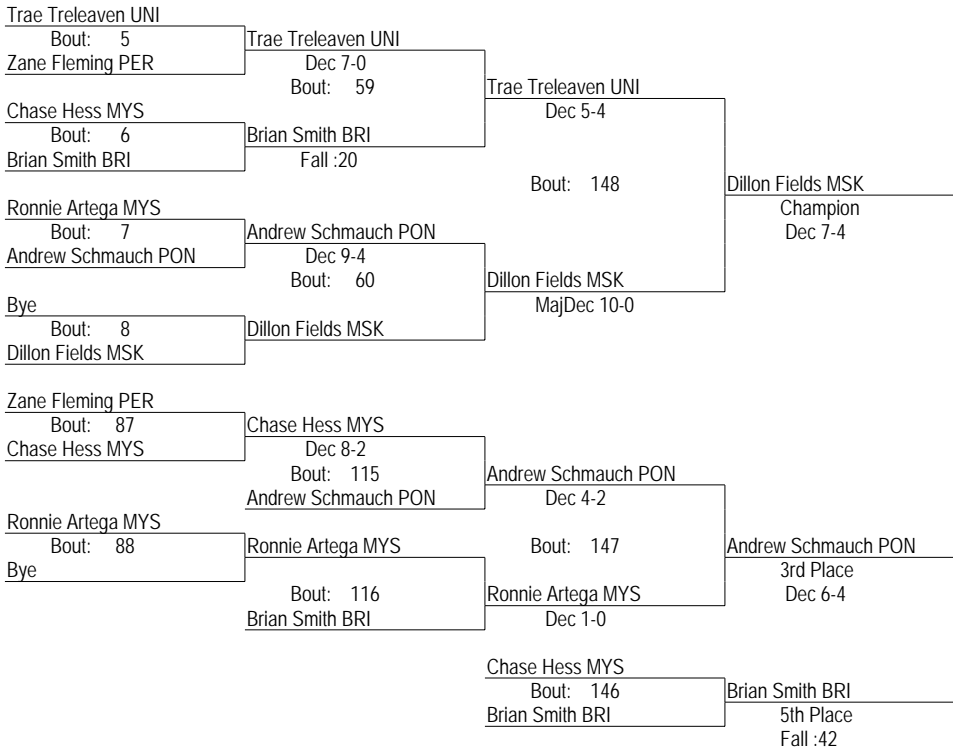 Trae Treleaven UNI
Bout: 5
Trae Treleaven UNI
Zane Fleming PER
Dec 7-0
Bout: 59
Trae Treleaven UNI
Chase Hess MYS
Dec 5-4
Bout: 6
Brian Smith BRI
Brian Smith BRI
Fall :20
Bout: 148
Dillon Fields MSK
Ronnie Artega MYS
Champion
Bout: 7
Andrew Schmauch PON
Dec 7-4
Andrew Schmauch PON
Dec 9-4
Bout: 60
Dillon Fields MSK
Bye
MajDec 10-0
Bout: 8
Dillon Fields MSK
Dillon Fields MSK
Zane Fleming PER
Bout: 87
Chase Hess MYS
Chase Hess MYS
Dec 8-2
Bout: 115
Andrew Schmauch PON
Andrew Schmauch PON
Dec 4-2
Ronnie Artega MYS
Bout: 88
Ronnie Artega MYS
Bout: 147
Andrew Schmauch PON
Bye
3rd Place
Bout: 116
Ronnie Artega MYS
Dec 6-4
Brian Smith BRI
Dec 1-0
Chase Hess MYS
Bout: 146
Brian Smith BRI
Brian Smith BRI
5th Place
Fall :42